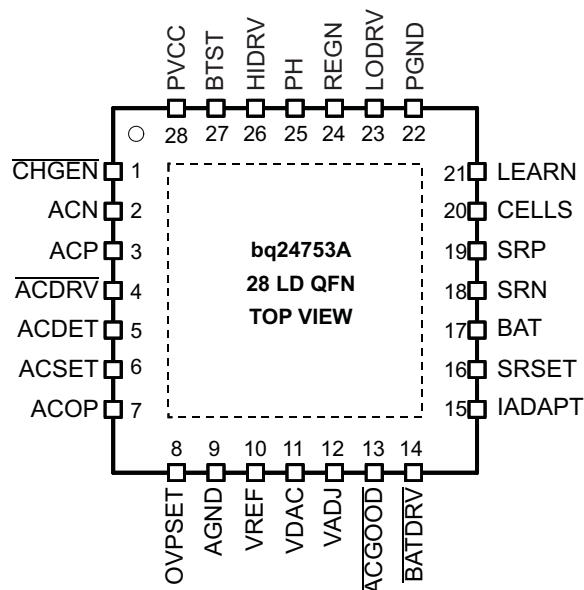 PVCC
BTST
HIDRV
PH
REGN
LODRV
PGND
28 27 26 25 24 23 22
CHGEN 1
ACN 2
ACP 3
ACDRV 4
ACDET 5
ACSET 6
ACOP 7
bq24753A
28 LD QFN
TOP VIEW
21 LEARN
20 CELLS
19 SRP
18 SRN
17 BAT
16 SRSET
15 IADAPT
8 9 10 11 12 13 14
OVPSET
AGND
VREF
VDAC
VADJ
ACGOOD
BATDRV